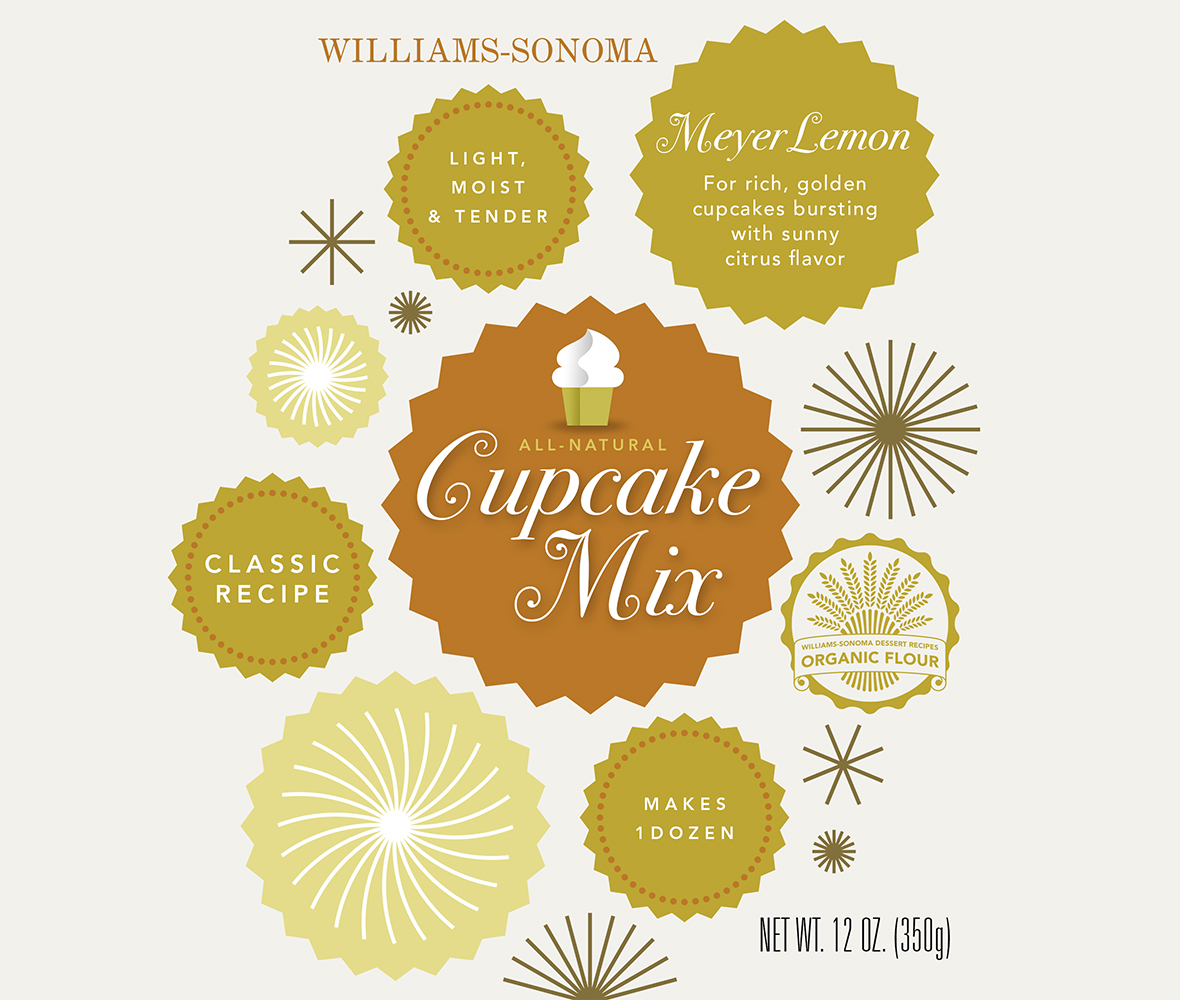 WILLIAMS-SONOMA
LIGHT,
MOIST
& TENDER
Meyer Lemon
For rich, golden
cupcakes bursting
with sunny
citrus flavor
ALL-NATURAL
Cupcake
Mix
CLASSIC
RECIPE
WILLIAMS-SONOMA DESSERT RECIPES
ORGANIC FLOUR
MAKES
1 DOZEN
NET WT. 12 OZ. (350g)